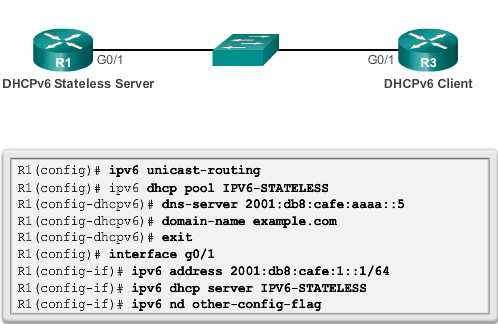 R1
G0/1
G0/1
R3
DHCPv6 Stateless Server
DHCPv6 Client
R1(config)# ipv6 unicast-routing
R1(config)# ipv6 dhcp pool IPV6-STATELESS
R1(config-dhcpv6)# dns-server 2001:db8:cafe:aaaa::5
R1(config-dhcpv6)# domain-name example.com
R1(config-dhcpv6)# exit
R1(config)# interface g0/1
R1(config-if)# ipv6 address 2001:db8:cafe:1::1/64
R1(config-if)# ipv6 dhcp server IPV6-STATELESS
R1(config-if)# ipv6 nd other-config-flag